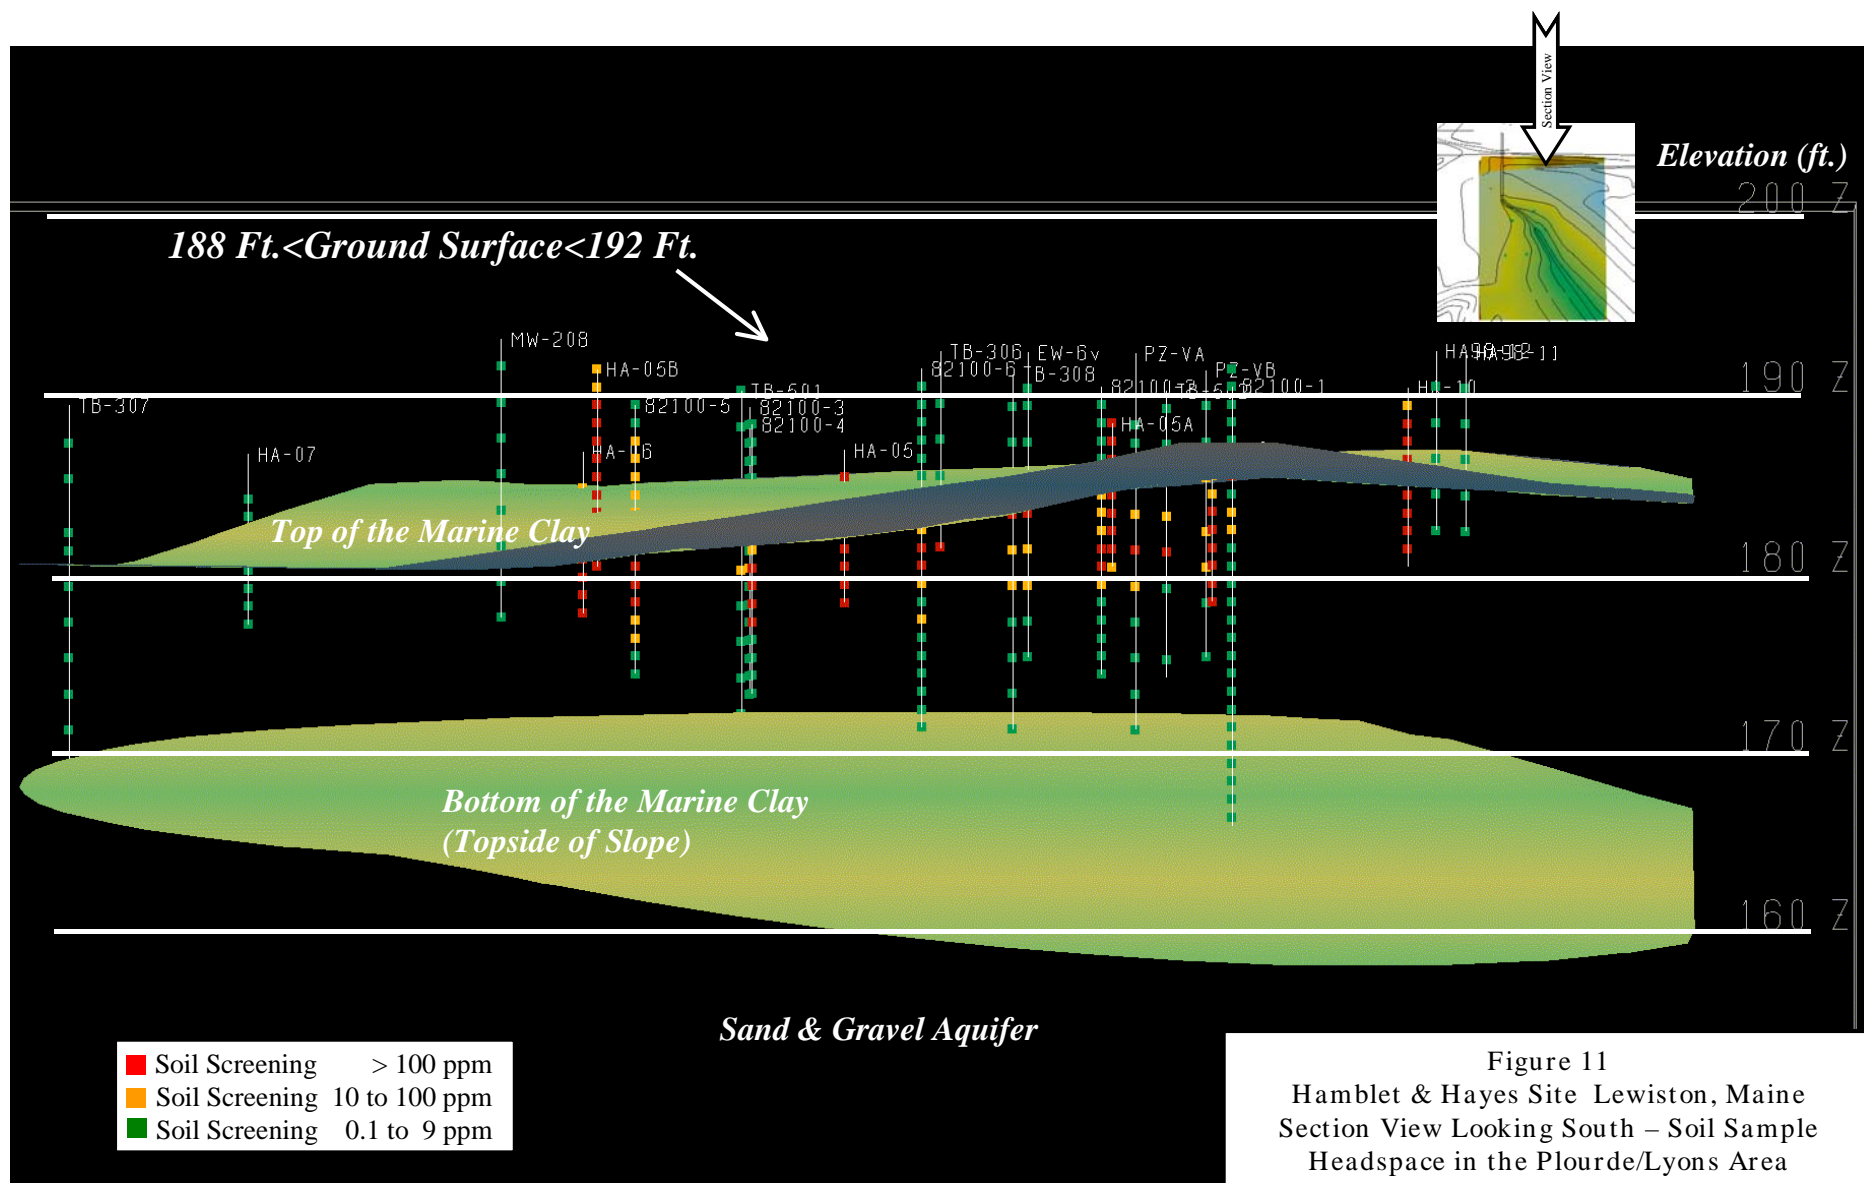 Section View
Elevation (ft.)
200 Z
188 Ft.<Ground Surface<192 Ft.
MW-208
TB-306
EW-6v
PZ-VA
HA98-11
HA-05B
82100-6
TB-308
PZ-VB
190 Z
TB-601
82100-1
HA-10
TB-307
82100-5
82100-3
82100-4
HA-05A
HA-07
HA-06
HA-05
Top of the Marine Clay
180 Z
170 Z
Bottom of the Marine Clay
(Topside of Slope)
160 Z
Sand & Gravel Aquifer
Soil Screening > 100 ppm
Soil Screening 10 to 100 ppm
Soil Screening 0.1 to 9 ppm
Figure 11
Hamblet & Hayes Site Lewiston, Maine
Section View Looking South – Soil Sample
Headspace in the Plourde/Lyons Area